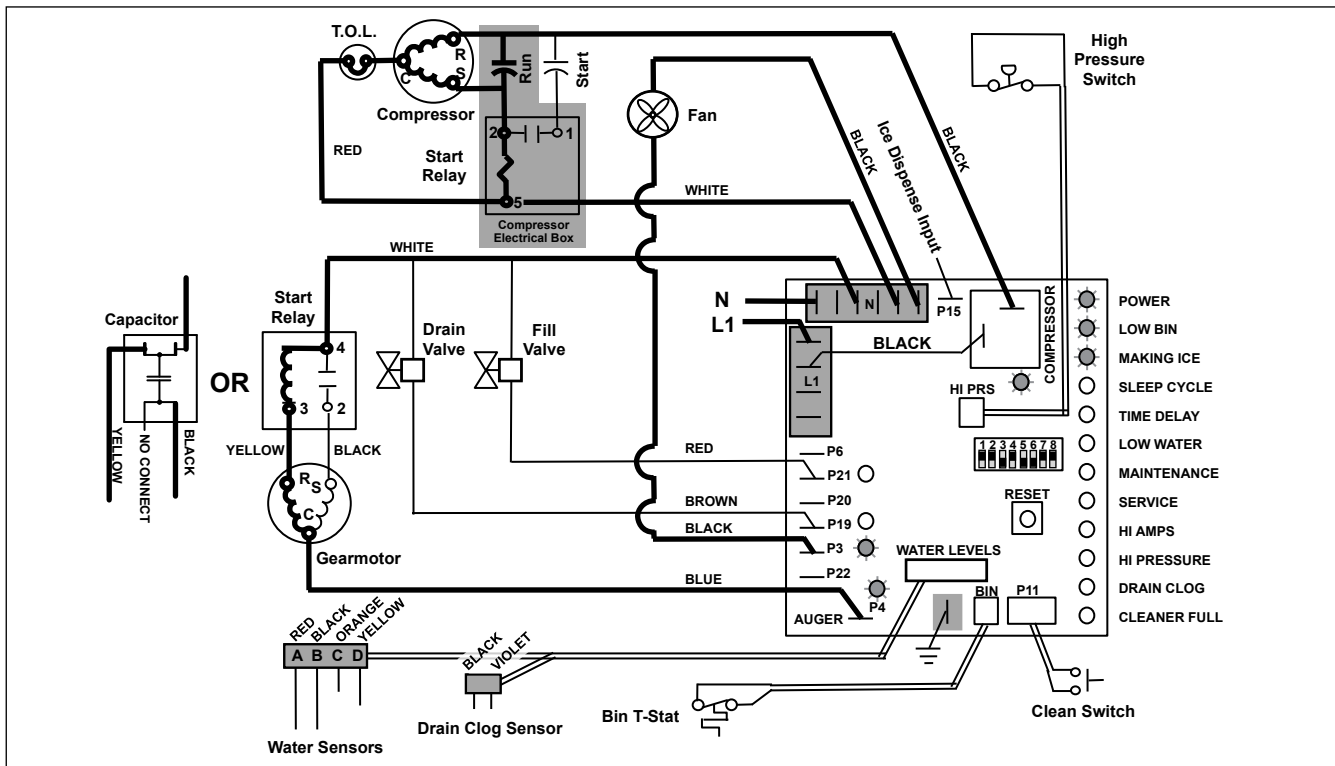 T.O.L.
C
R
S
Compressor
Run
Start
RED
Start
Relay
2
1
5
Compressor
Electrical Box
Fan
BLACK
Ice Dispense Input
BLACK
WHITE
High
Pressure
Switch
WHITE
Capacitor
YELLOW
NO CONNECT
BLACK
OR
Start
Relay
4
3
2
YELLOW
BLACK
R
S
C
Gearmotor
Drain
Valve
Fill
Valve
N
L1
N
L1
P15
BLACK
COMPRESSOR
HI PRS
POWER
LOW BIN
MAKING ICE
SLEEP CYCLE
TIME DELAY
LOW WATER
MAINTENANCE
SERVICE
HI AMPS
HI PRESSURE
DRAIN CLOG
CLEANER FULL
1 2 3 4 5 6 7 8
RESET
RED
P6
P21
P20
BROWN
P19
BLACK
P3
P22
BLUE
P4
AUGER
WATER LEVELS
BIN
P11
RED
BLACK
ORANGE
YELLOW
A B C D
Water Sensors
BLACK
VIOLET
Drain Clog Sensor
Bin T-Stat
Clean Switch